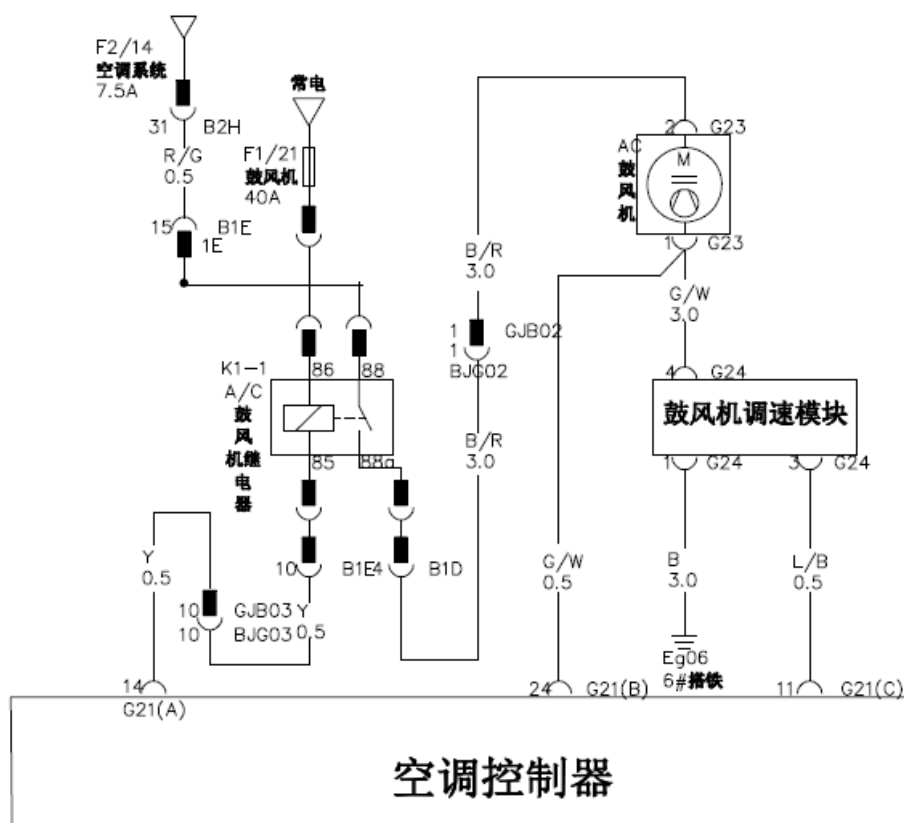 F2/14
空调系统
7.5A
31 B2H
R/G
0.5
15 B1E
1E
常电
F1/21
鼓风机
40A
K1-1
A/C
鼓
风
机继
电
器
86 88
85 88a
10 B1E4 B1D
Y
0.5
10 GJB03
10 BJG03
Y
0.5
14
G21(A)
B/R
3.0
1 GJB02
1
BJG02
B/R
3.0
2 G23
AC
鼓
风
机
M
1 G23
G/W
3.0
4 G24
鼓风机调速模块
1 G24
3 G24
G/W
0.5
B
3.0
L/B
0.5
Eg06
6#搭铁
24 G21(B)
11 G21(C)
空调控制器